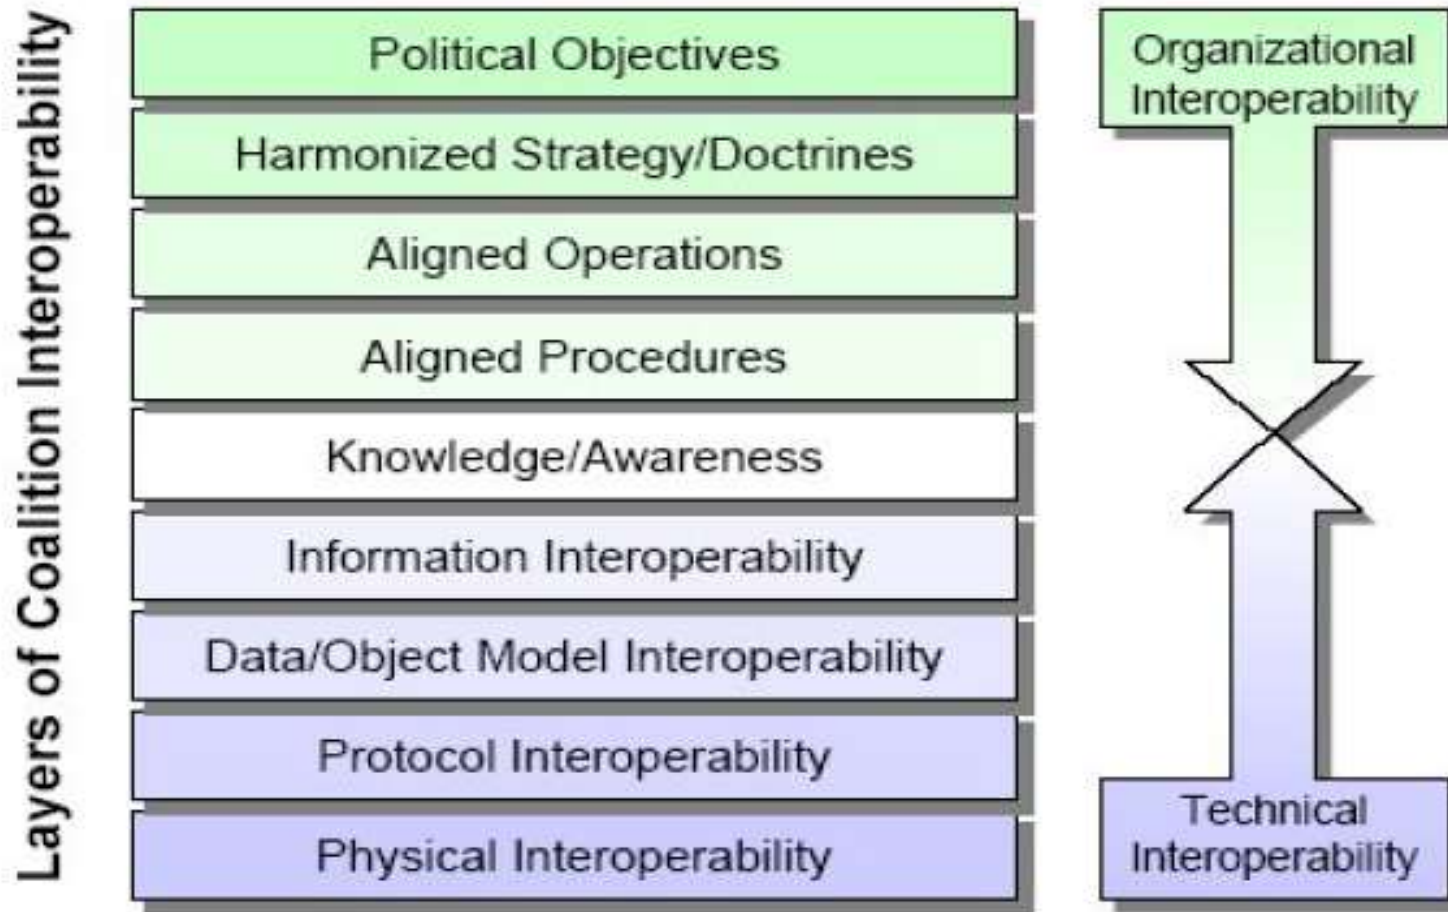 Layers of Coalition Interoperability
Political Objectives
Harmonized Strategy/Doctrines
Aligned Operations
Aligned Procedures
Knowledge/Awareness
Information Interoperability
Data/Object Model Interoperability
Protocol Interoperability
Physical Interoperability
Organizational
Interoperability
Technical
Interoperability